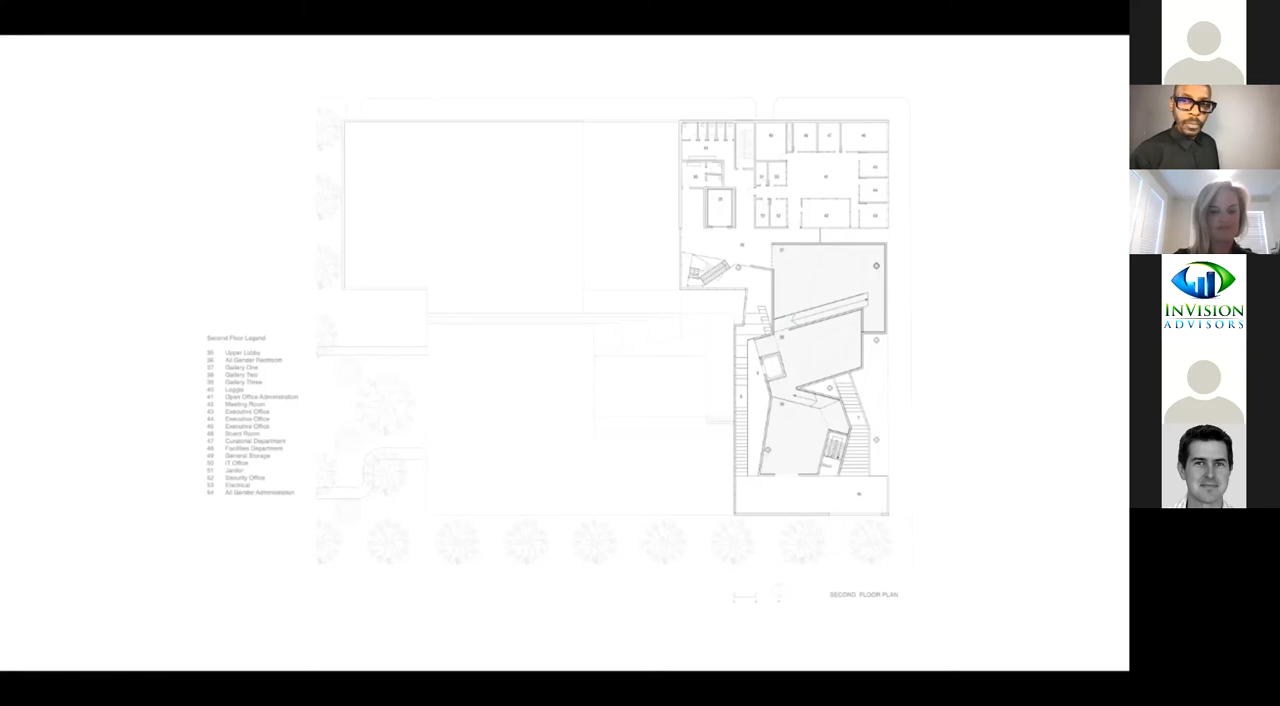 Second Floor Legend
35 Upper Lobby
36 All Gender Restroom
37 Gallery One
38 Gallery Two
39 Gallery Three
40 Loggia
41 Open Office Administration
42 Meeting Room
43 Executive Office
44 Executive Office
45 Executive Office
46 Board Room
47 Curatorial Department
48 Facilities Department
49 General Storage
50 IT Office
51 Janitor
52 Security Office
53 Electrical
54 All Gender Administration
SECOND FLOOR PLAN
INVISION
ADVISORS